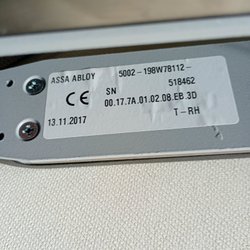 ASSA ABLOY 5002-198W78112-
518462
CE SN
00.17.7A.01.02.08.EB.3D
13.11.2017 T-RH